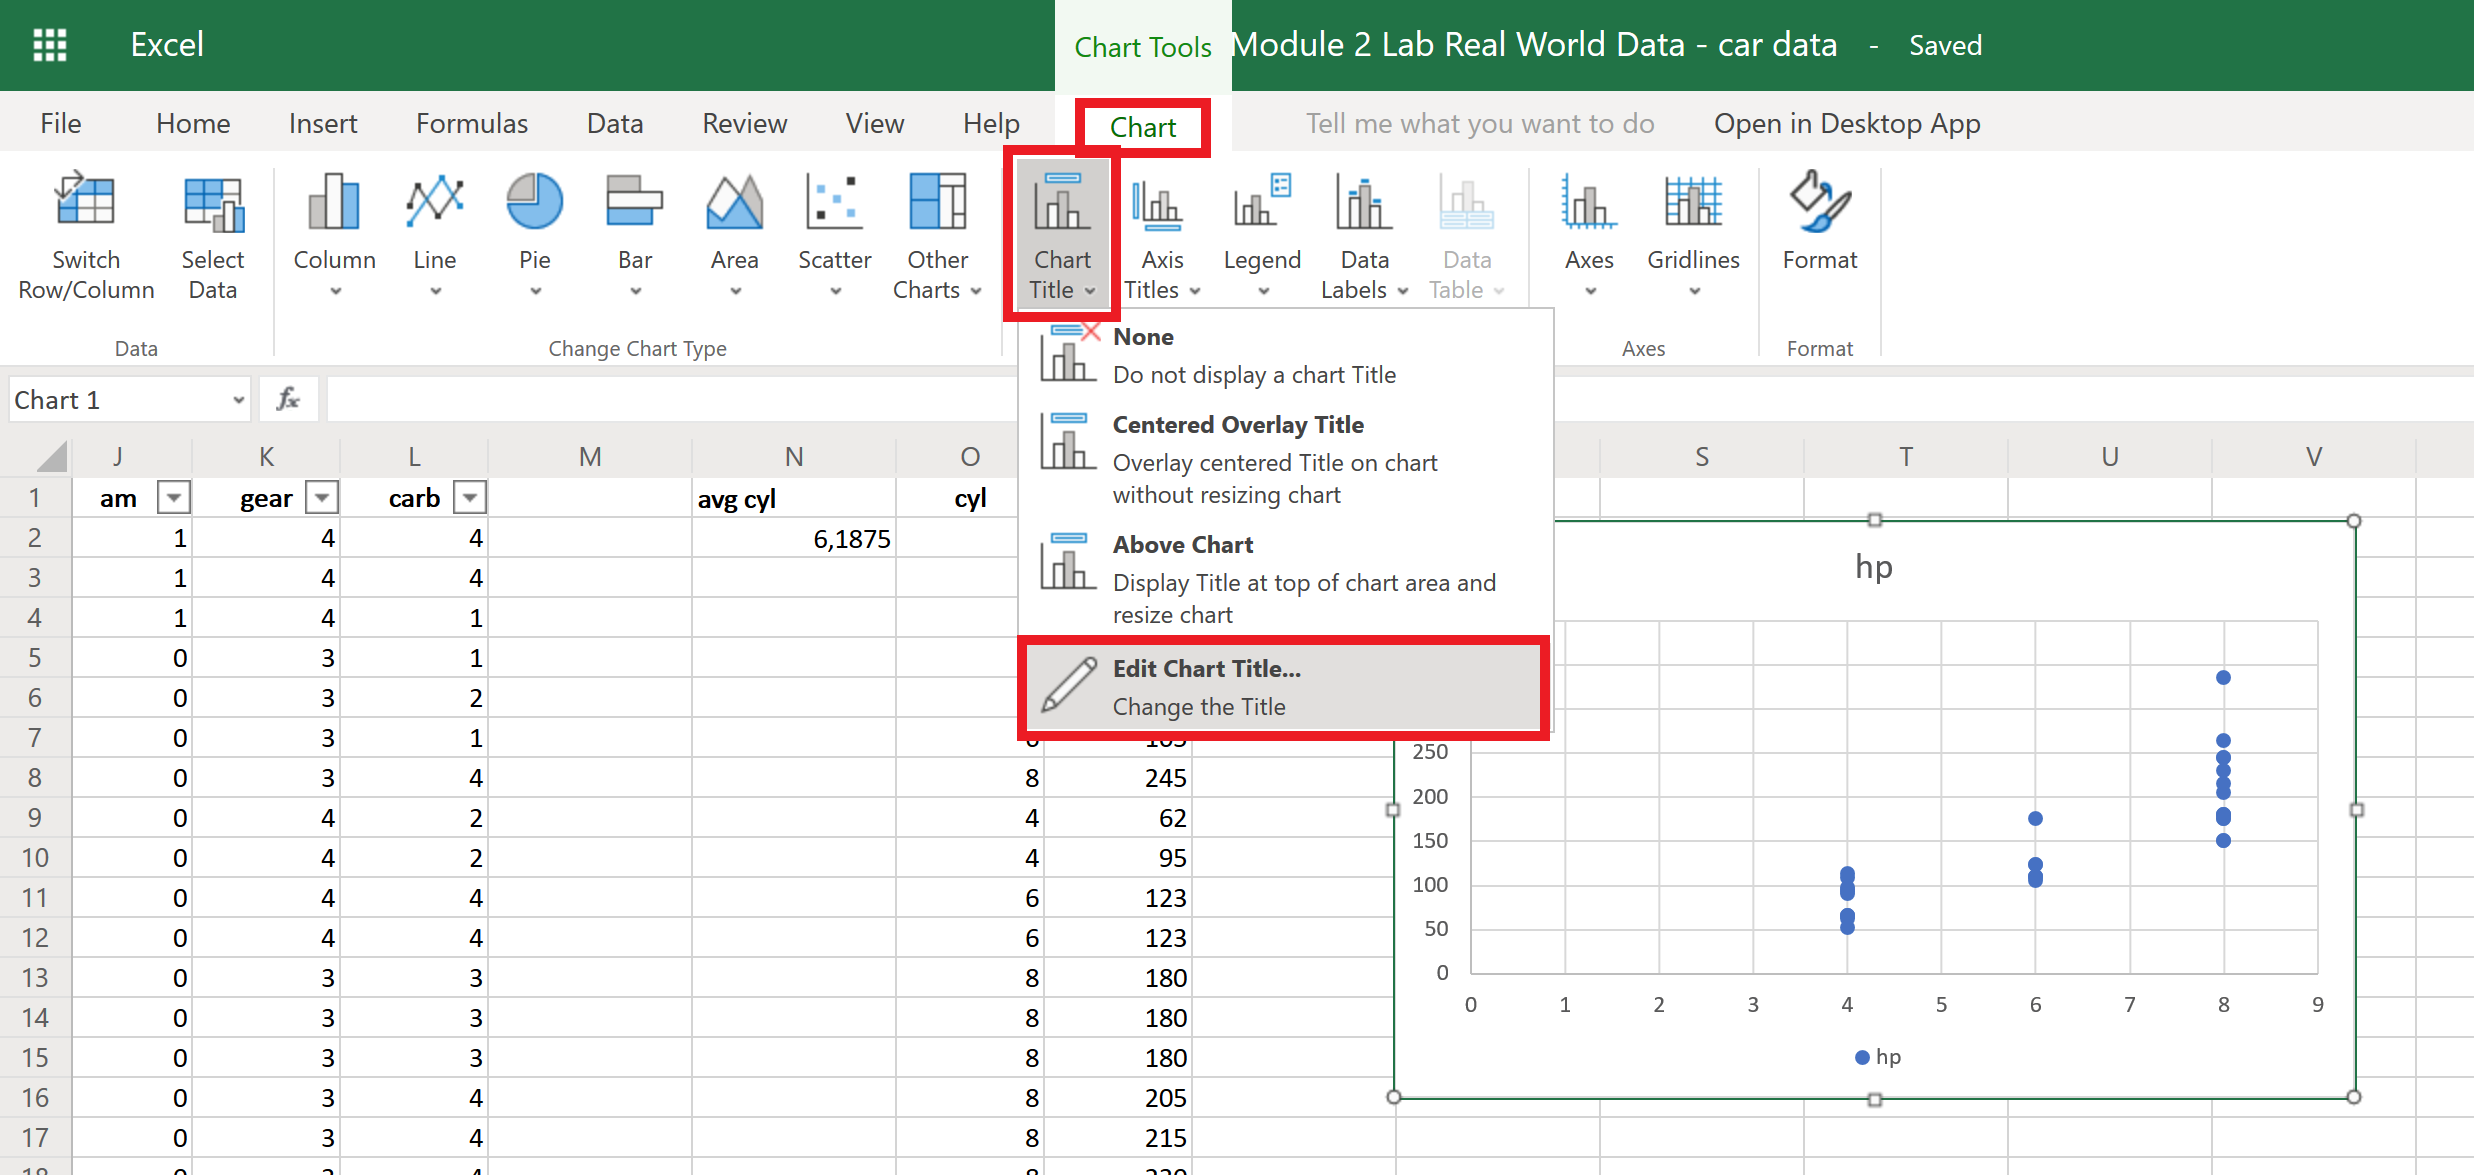 Excel
Chart Tools
Module 2 Lab Real World Data - car data - Saved
File Home Insert Formulas Data Review View Help Chart Tell me what you want to do Open in Desktop App
Switch Row/Column
Select Data
Column
Line
Pie
Bar
Area
Scatter
Other Charts
Chart Title
Axis Titles
Legend
Data Labels
Data Table
Axes
Gridlines
Format
Data
Change Chart Type
Axes
Format
None
Do not display a chart Title
Centered Overlay Title
Overlay centered Title on chart
without resizing chart
Above Chart
Display Title at top of chart area and
resize chart
Edit Chart Title...
Change the Title
Chart 1
fx
J K L M N O S T U V
1 am gear carb avg cyl cyl
2 1 4 4 6,1875
3 1 4 4
4 1 4 1
5 0 3 1
6 0 3 2
7 0 3 1
8 0 3 4 8 245
9 0 4 2 4 62
10 0 4 2 4 95
11 0 4 4 6 123
12 0 4 4 6 123
13 0 3 3 8 180
14 0 3 3 8 180
15 0 3 3 8 180
16 0 3 4 8 205
17 0 3 4 8 215
hp
250
200
150
100
50
0
0 1 2 3 4 5 6 7 8 9
hp